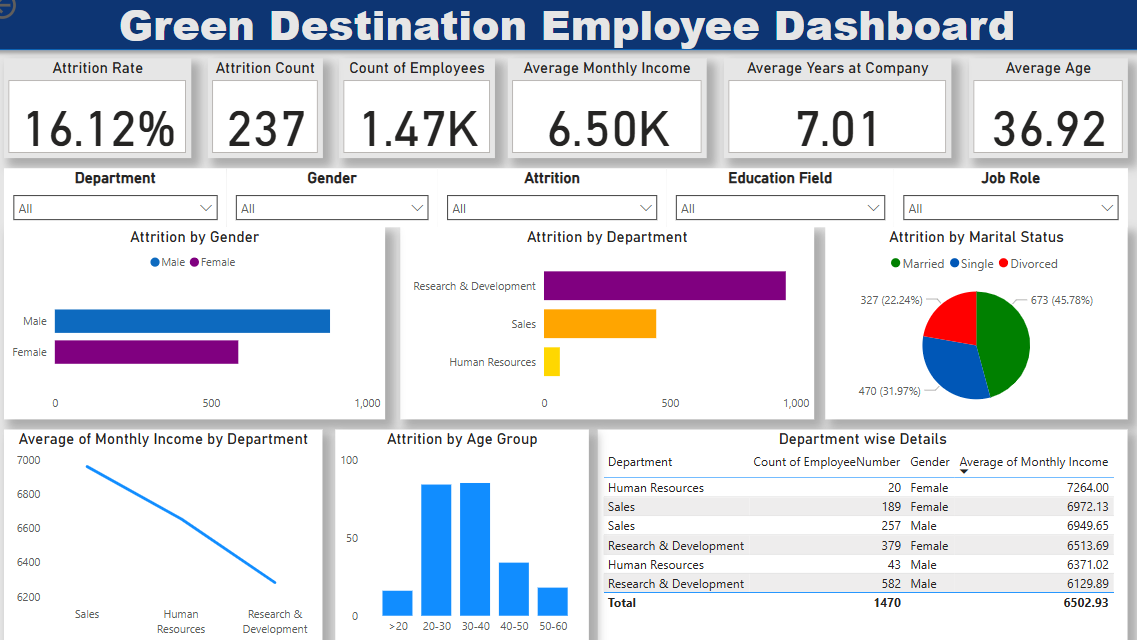 Green Destination Employee Dashboard
Attrition Rate
16.12%
Attrition Count
237
Count of Employees
1.47K
Average Monthly Income
6.50K
Average Years at Company
7.01
Average Age
36.92
Department
All
Gender
All
Attrition
All
Education Field
All
Job Role
All
Attrition by Gender
Male Female
Male
Female
0 500 1,000
Attrition by Department
Research & Development
Sales
Human Resources
0 500 1,000
Attrition by Marital Status
Married Single Divorced
327 (22.24%)
673 (45.78%)
470 (31.97%)
Average of Monthly Income by Department
7000
6800
6600
6400
6200
Sales
Human
Resources
Research &
Development
Attrition by Age Group
100
50
0
>20 20-30 30-40 40-50 50-60
Department wise Details
Department Count of EmployeeNumber Gender Average of Monthly Income
Human Resources 20 Female 7264.00
Sales 189 Female 6972.13
Sales 257 Male 6949.65
Research & Development 379 Female 6513.69
Human Resources 43 Male 6371.02
Research & Development 582 Male 6129.89
Total 1470 6502.93